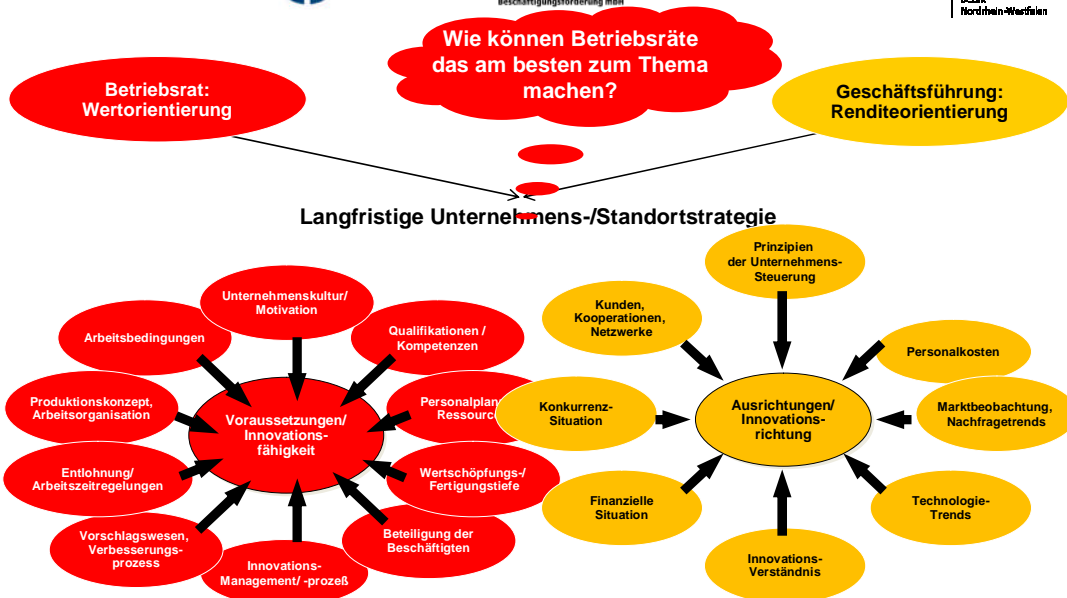 Beschäftigungsförderung mbH
Nordrhein-Westfalen
Wie können Betriebsräte
das am besten zum Thema
machen?
Betriebsrat:
Wertorientierung
Geschäftsführung:
Renditeorientierung
Langfristige Unternehmens-/Standortstrategie
Unternehmenskultur/
Motivation
Arbeitsbedingungen
Qualifikationen /
Kompetenzen
Produktionskonzept,
Arbeitsorganisation
Voraussetzungen/
Innovations-
fähigkeit
Entlohnung/
Arbeitszeitregelungen
Wertschöpfungs-/
Fertigungstiefe
Vorschlagswesen,
Verbesserungs-
prozess
Innovations-
Management/ -prozeß
Beteiligung der
Beschäftigten
Prinzipien
der Unternehmens-
Steuerung
Kunden,
Kooperationen,
Netzwerke
Personalkosten
Konkurrenz-
Situation
Ausrichtungen/
Innovations-
richtung
Marktbeobachtung,
Nachfragetrends
Finanzielle
Situation
Technologie-
Trends
Innovations-
Verständnis